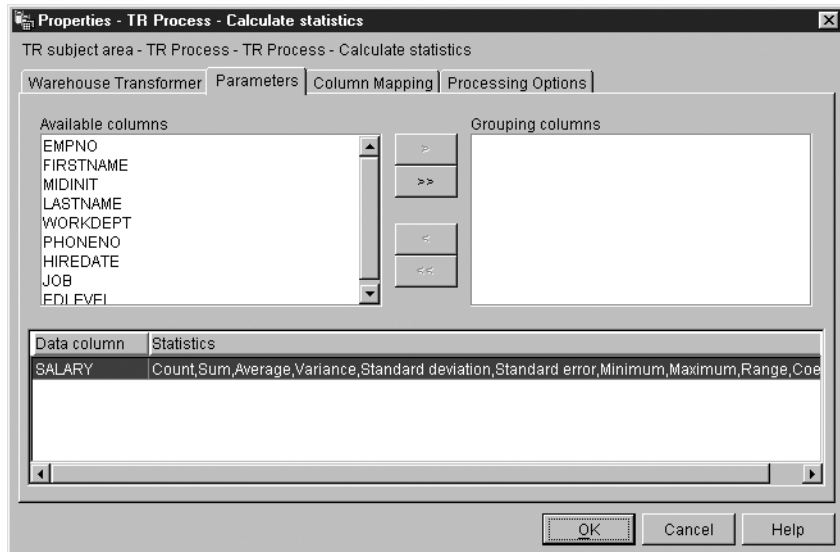 Properties - TR Process - Calculate statistics
TR subject area - TR Process - TR Process - Calculate statistics
Warehouse Transformer Parameters Column Mapping Processing Options
Available columns
Grouping columns
EMPNO
FIRSTNAME
MIDINIT
LASTNAME
WORKDEPT
PHONENO
HIREDATE
JOB
EDLEVEL
>
>>
<
<<
Data column Statistics
SALARY Count,Sum,Average,Variance,Standard deviation,Standard error,Minimum,Maximum,Range,Coe
OK Cancel Help